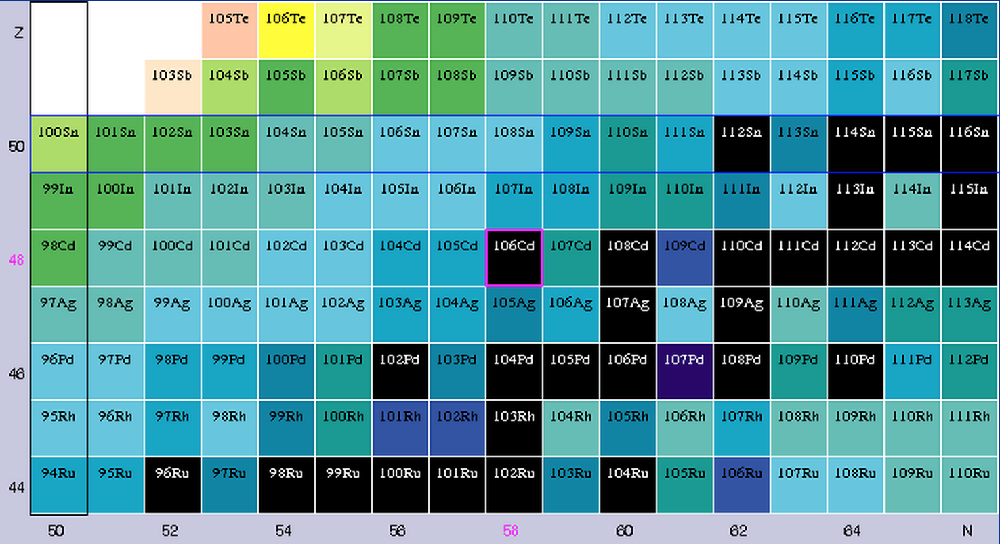 Z 105Te 106Te 107Te 108Te 109Te 110Te 111Te 112Te 113Te 114Te 115Te 116Te 117Te 118Te
103Sb 104Sb 105Sb 106Sb 107Sb 108Sb 109Sb 110Sb 111Sb 112Sb 113Sb 114Sb 115Sb 116Sb 117Sb
50 100Sn 101Sn 102Sn 103Sn 104Sn 105Sn 106Sn 107Sn 108Sn 109Sn 110Sn 111Sn 112Sn 113Sn 114Sn 115Sn 116Sn
99In 100In 101In 102In 103In 104In 105In 106In 107In 108In 109In 110In 111In 112In 113In 114In 115In
48 98Cd 99Cd 100Cd 101Cd 102Cd 103Cd 104Cd 105Cd 106Cd 107Cd 108Cd 109Cd 110Cd 111Cd 112Cd 113Cd 114Cd
97Ag 98Ag 99Ag 100Ag 101Ag 102Ag 103Ag 104Ag 105Ag 106Ag 107Ag 108Ag 109Ag 110Ag 111Ag 112Ag 113Ag
46 96Pd 97Pd 98Pd 99Pd 100Pd 101Pd 102Pd 103Pd 104Pd 105Pd 106Pd 107Pd 108Pd 109Pd 110Pd 111Pd 112Pd
95Rh 96Rh 97Rh 98Rh 99Rh 100Rh 101Rh 102Rh 103Rh 104Rh 105Rh 106Rh 107Rh 108Rh 109Rh 110Rh 111Rh
44 94Ru 95Ru 96Ru 97Ru 98Ru 99Ru 100Ru 101Ru 102Ru 103Ru 104Ru 105Ru 106Ru 107Ru 108Ru 109Ru 110Ru
50 52 54 56 58 60 62 64 N